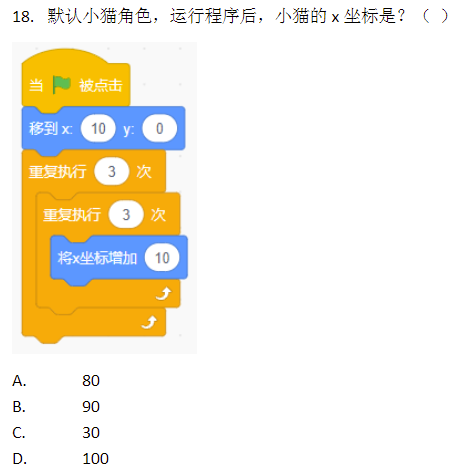 18. 默认小猫角色，运行程序后，小猫的 x 坐标是？（ ）
当 被点击
移到 x: 10 y: 0
重复执行 3 次
重复执行 3 次
将x坐标增加 10
A. 80
B. 90
C. 30
D. 100